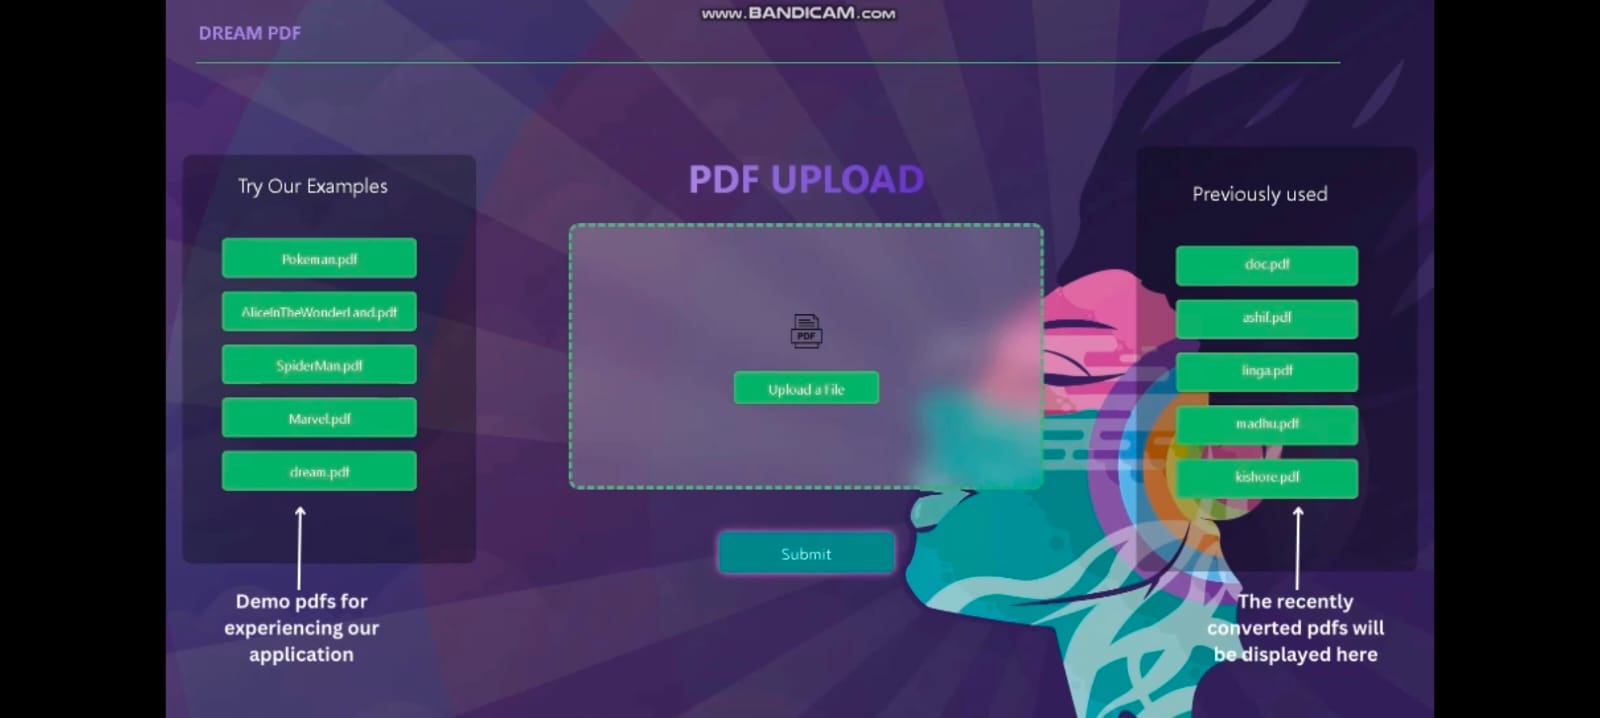 www.BANDICAM.com
DREAM PDF
Try Our Examples
Pokeman.pdf
AliceInTheWonderLand.pdf
SpiderMan.pdf
Marvel.pdf
dream.pdf
Demo pdfs for
experiencing our
application
PDF UPLOAD
PDF
Upload a File
Submit
Previously used
doc.pdf
ashif.pdf
linga.pdf
madhu.pdf
kishore.pdf
The recently
converted pdfs will
be displayed here